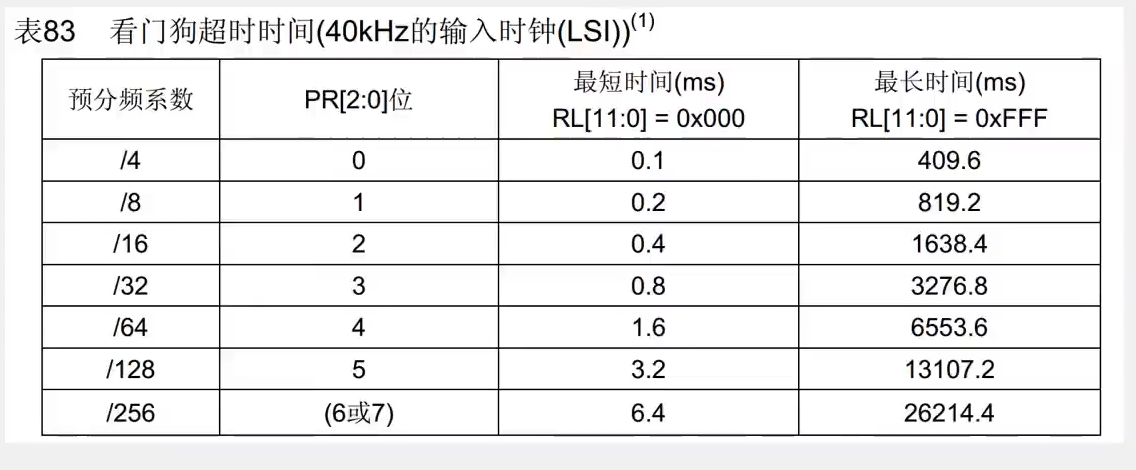 表83 看门狗超时时间(40kHz的输入时钟(LSI))(1)
预分频系数 PR[2:0]位 最短时间(ms) RL[11:0] = 0x000 最长时间(ms) RL[11:0] = 0xFFF
/4 0 0.1 409.6
/8 1 0.2 819.2
/16 2 0.4 1638.4
/32 3 0.8 3276.8
/64 4 1.6 6553.6
/128 5 3.2 13107.2
/256 (6或7) 6.4 26214.4